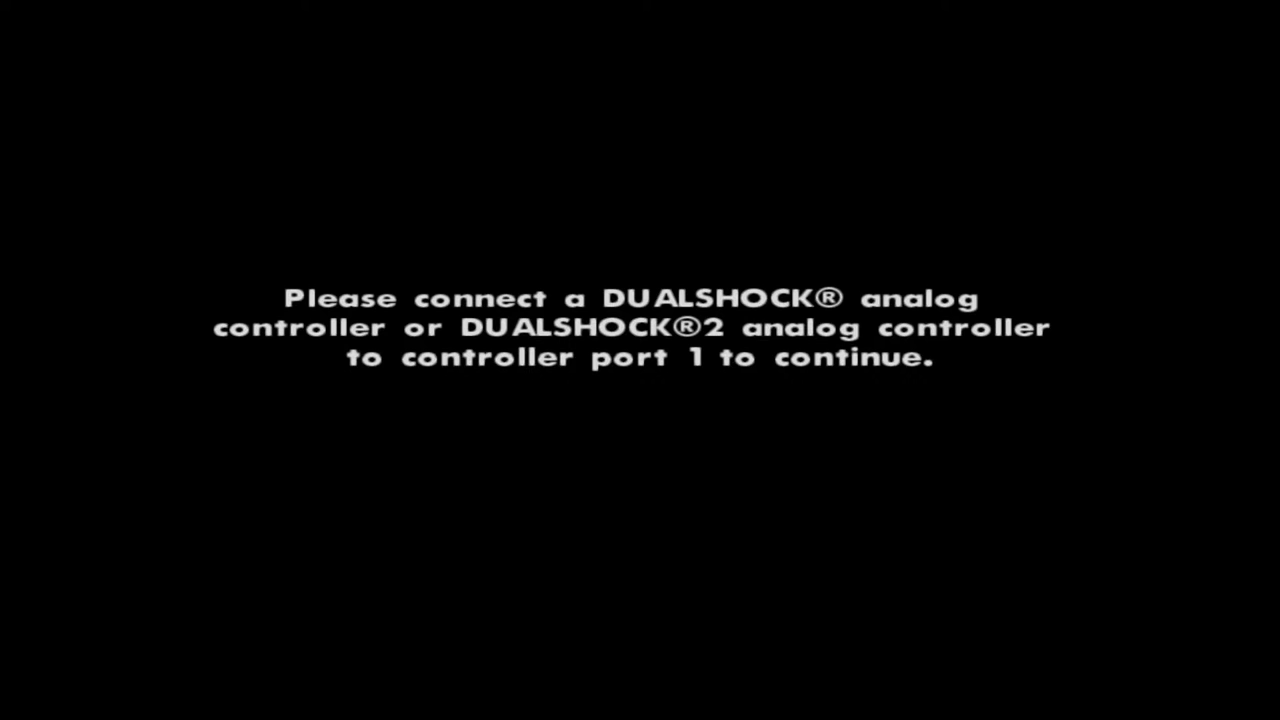 Please connect a DUALSHOCK® analog
controller or DUALSHOCK®2 analog controller
to controller port 1 to continue.